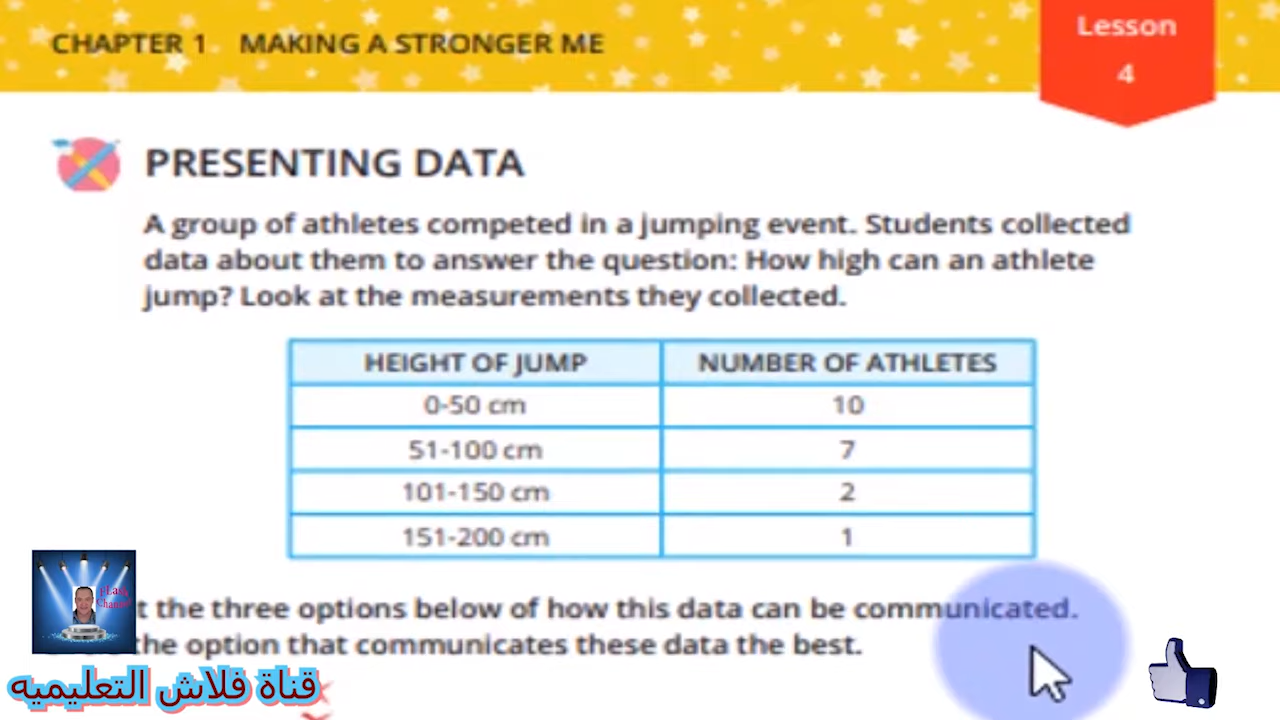 CHAPTER 1 MAKING A STRONGER ME
Lesson
4
PRESENTING DATA
A group of athletes competed in a jumping event. Students collected
data about them to answer the question: How high can an athlete
jump? Look at the measurements they collected.
HEIGHT OF JUMP NUMBER OF ATHLETES
0-50 cm 10
51-100 cm 7
101-150 cm 2
151-200 cm 1
the three options below of how this data can be communicated.
the option that communicates these data the best.
قناة فلاش التعليميه